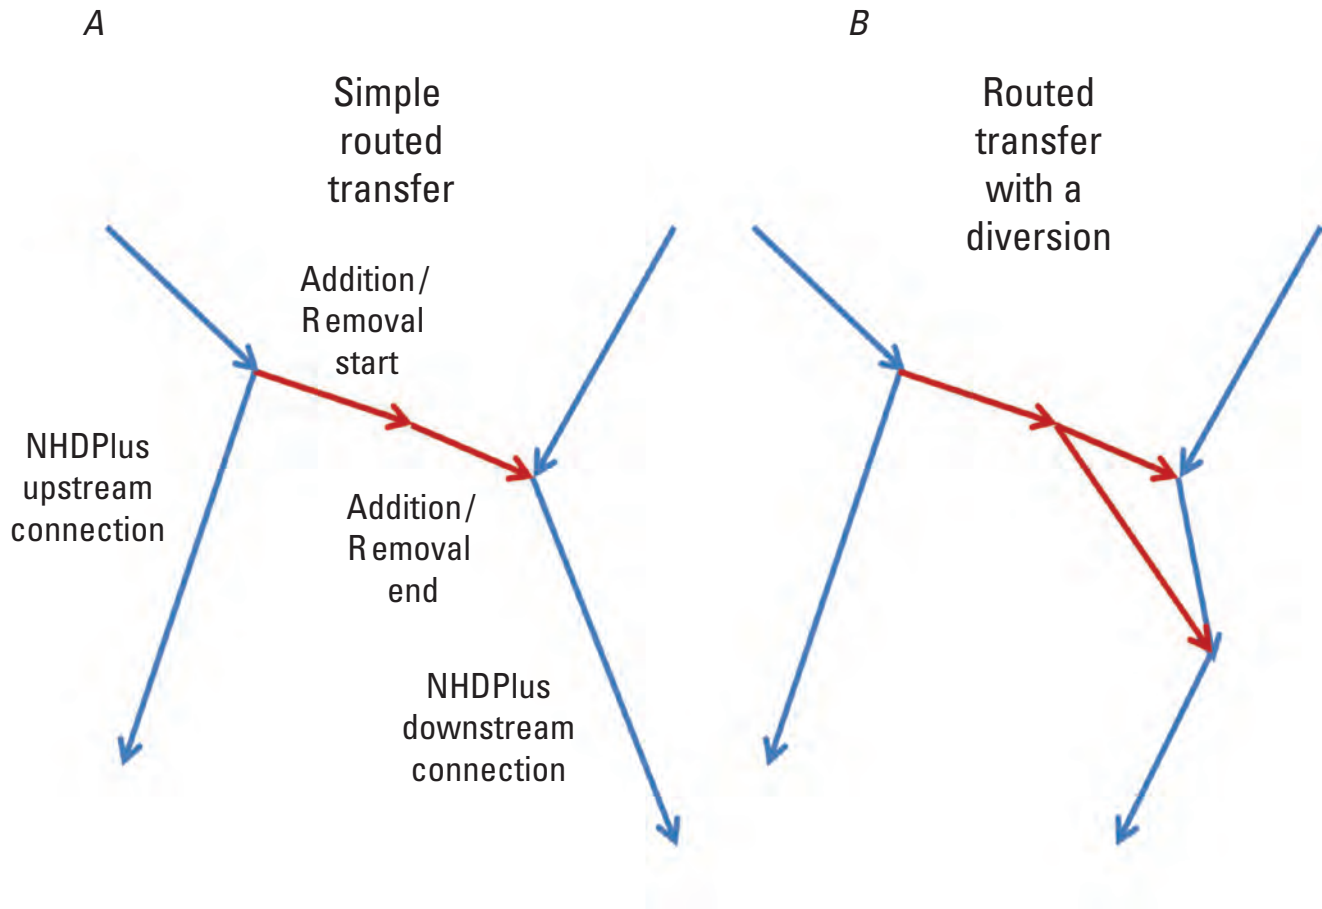 A
Simple
routed
transfer
Addition/
Removal
start
NHDPlus
upstream
connection
Addition/
Removal
end
NHDPlus
downstream
connection
B
Routed
transfer
with a
diversion